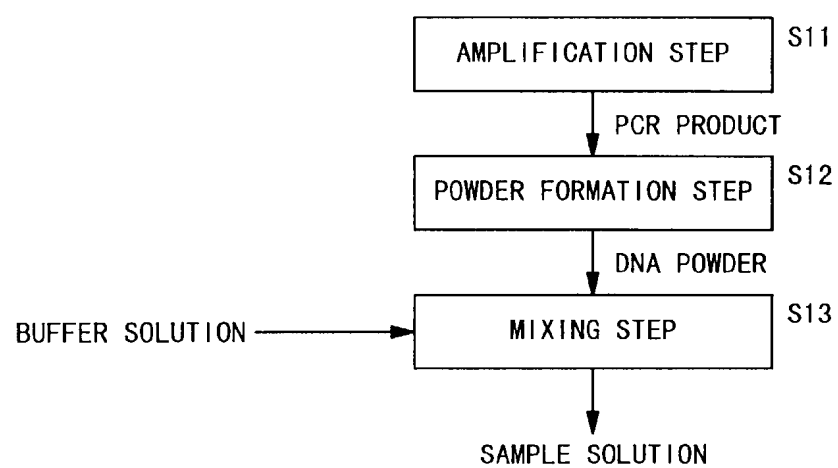 AMPLIFICATION STEP S11
PCR PRODUCT
POWDER FORMATION STEP S12
DNA POWDER
BUFFER SOLUTION MIXING STEP S13
SAMPLE SOLUTION